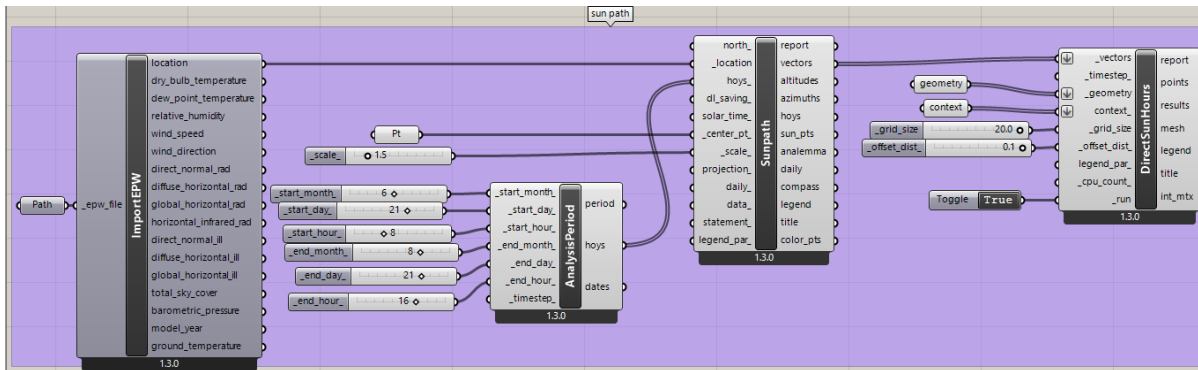 sun path
Path
_epw_file
ImportEPW
location
dry_bulb_temperature
dew_point_temperature
relative_humidity
wind_speed
wind_direction
direct_normal_rad
diffuse_horizontal_rad
global_horizontal_rad
horizontal_infrared_rad
direct_normal_ill
diffuse_horizontal_ill
global_horizontal_ill
total_sky_cover
barometric_pressure
model_year
ground_temperature
1.3.0
Pt
_scale_ 1.5
_start_month_ 6
_start_day_ 21
_start_hour_ 8
_end_month_ 8
_end_day_ 21
_end_hour_ 16
_start_month_
_start_day_
_start_hour_
_end_month_
_end_day_
_end_hour_
_timestep_
AnalysisPeriod
period
hoys
dates
1.3.0
north_
_location
hoys_
dl_saving_
solar_time_
_center_pt_
_scale_
projection_
daily_
data_
statement_
legend_par_
Sunpath
report
vectors
altitudes
azimuths
hoys
sun_pts
analemma
daily
compass
legend
title
color_pts
1.3.0
geometry
context
_grid_size 20.0
_offset_dist_ 0.1
Toggle True
_vectors
_timestep_
_geometry
context_
_grid_size
_offset_dist_
legend_par_
_cpu_count_
_run
DirectSunHours
report
points
results
mesh
legend
title
int_mtx
1.3.0